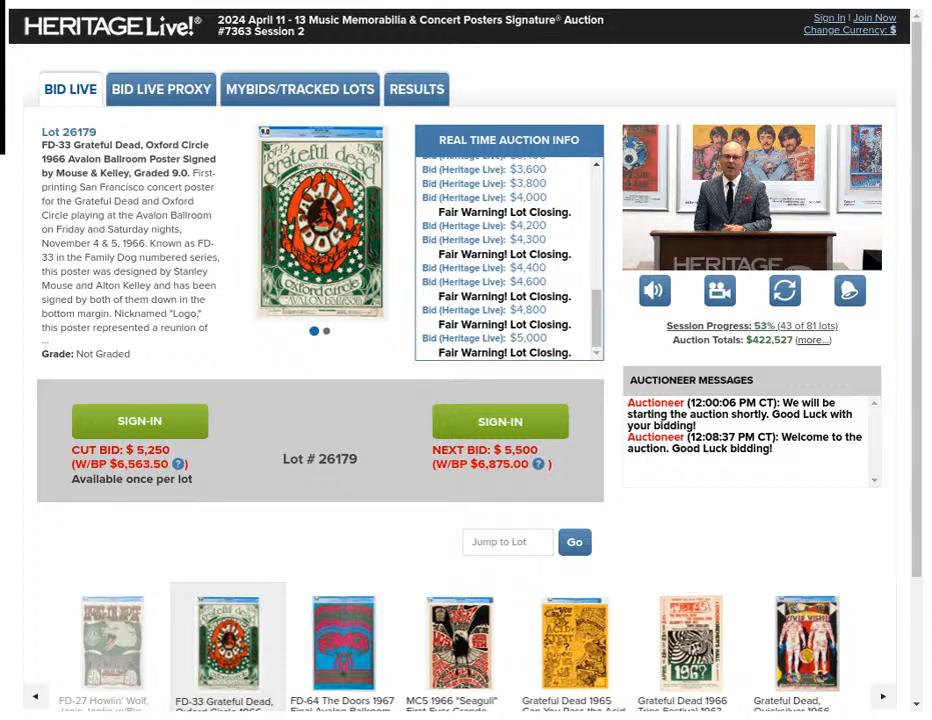 HERITAGE Live!®
2024 April 11 - 13 Music Memorabilia & Concert Posters Signature® Auction
#7363 Session 2
Sign In | Join Now
Change Currency: $
BID LIVE
BID LIVE PROXY
MYBIDS/TRACKED LOTS
RESULTS
Lot 26179
FD-33 Grateful Dead, Oxford Circle
1966 Avalon Ballroom Poster Signed
by Mouse & Kelley, Graded 9.0. First-
printing San Francisco concert poster
for the Grateful Dead and Oxford
Circle playing at the Avalon Ballroom
on Friday and Saturday nights,
November 4 & 5, 1966. Known as FD-
33 in the Family Dog numbered series,
this poster was designed by Stanley
Mouse and Alton Kelley and has been
signed by both of them down in the
bottom margin. Nicknamed "Logo,"
this poster represented a reunion of
...
Grade: Not Graded
9.0
grateful dead
FAMILY
DOG
PRESENTS
oxford circle
AVALON BALLROOM
REAL TIME AUCTION INFO
Bid (Heritage Live): $3,600
Bid (Heritage Live): $3,800
Bid (Heritage Live): $4,000
Fair Warning! Lot Closing.
Bid (Heritage Live): $4,200
Bid (Heritage Live): $4,300
Fair Warning! Lot Closing.
Bid (Heritage Live): $4,400
Bid (Heritage Live): $4,600
Fair Warning! Lot Closing.
Bid (Heritage Live): $4,800
Fair Warning! Lot Closing.
Bid (Heritage Live): $5,000
Fair Warning! Lot Closing.
HERITAGE
Session Progress: 53% (43 of 81 lots)
Auction Totals: $422,527 (more...)
AUCTIONEER MESSAGES
Auctioneer (12:00:06 PM CT): We will be
starting the auction shortly. Good Luck with
your bidding!
Auctioneer (12:08:37 PM CT): Welcome to the
auction. Good Luck bidding!
SIGN-IN
CUT BID: $ 5,250
(W/BP $6,563.50 ?)
Available once per lot
Lot # 26179
SIGN-IN
NEXT BID: $ 5,500
(W/BP $6,875.00 ? )
Jump to Lot
Go
FD-27 Howlin' Wolf,
FD-33 Grateful Dead,
FD-64 The Doors 1967
MC5 1966 "Seagull"
Grateful Dead 1965
Grateful Dead 1966
Grateful Dead,